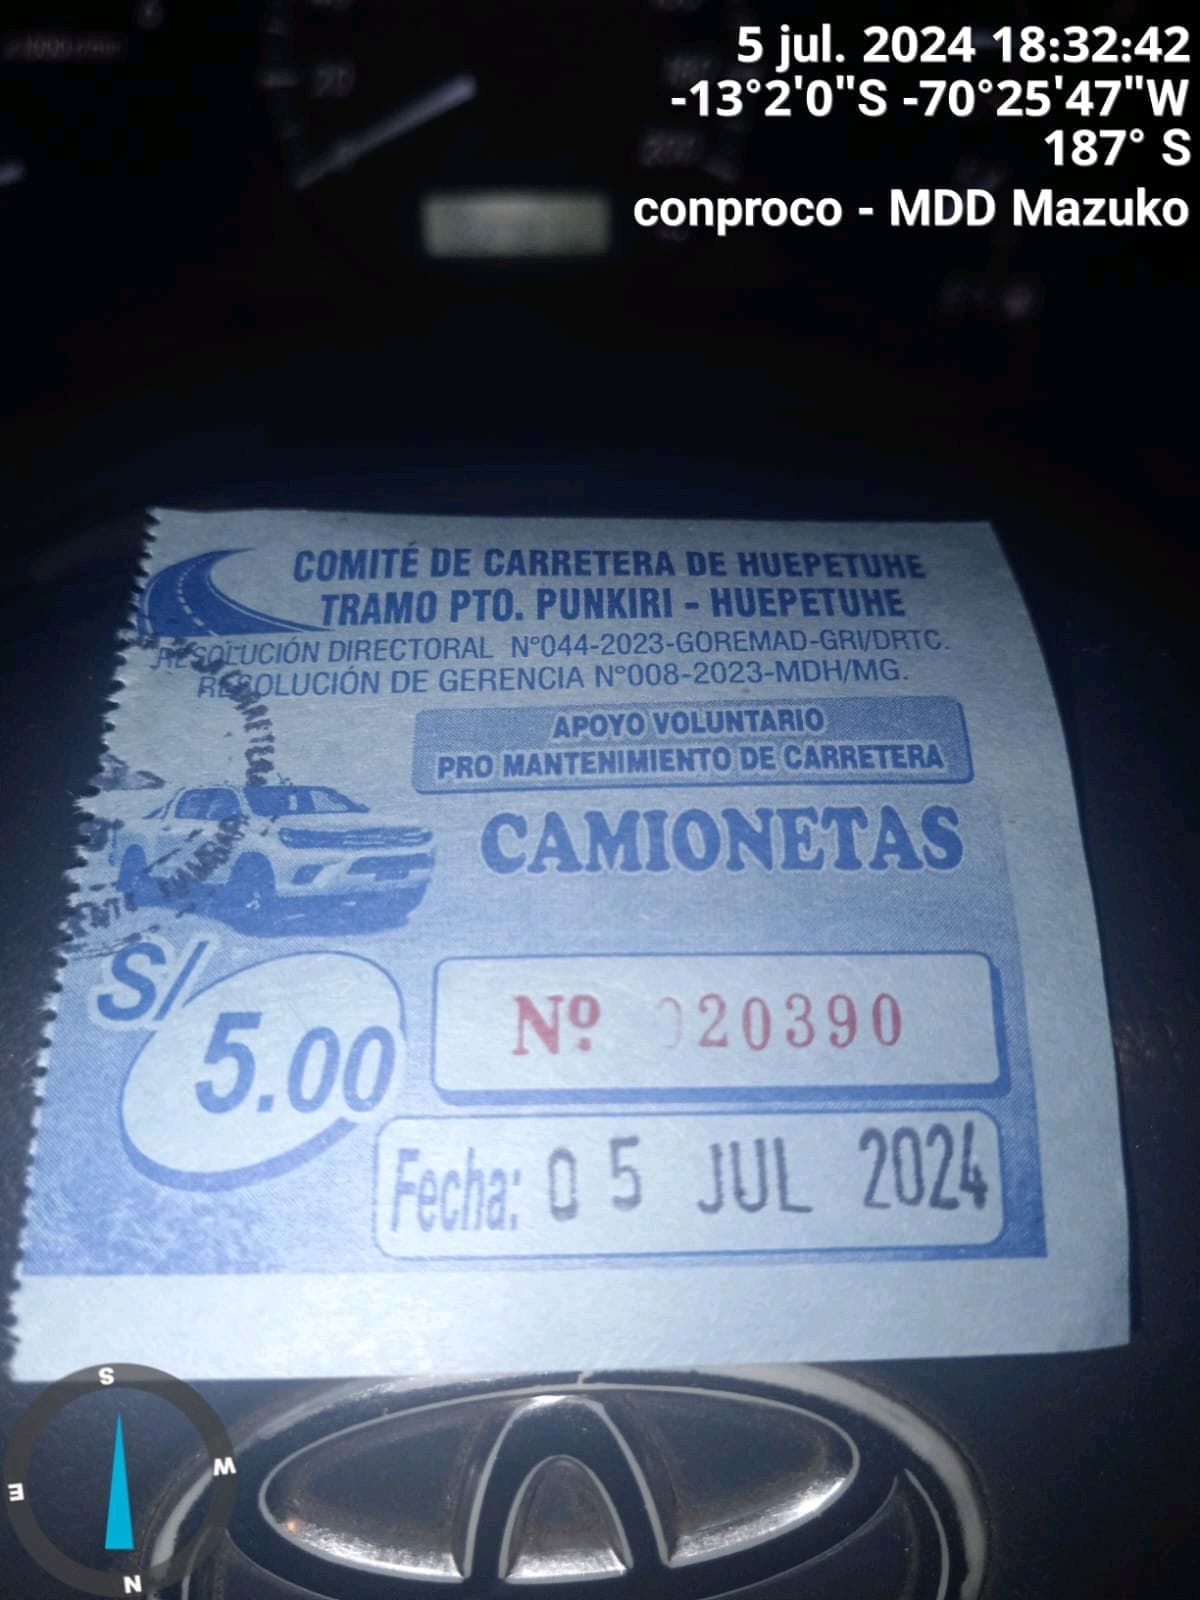 5 jul. 2024 18:32:42
-13°2'0"S -70°25'47"W
187° S
conproco - MDD Mazuko
COMITÉ DE CARRETERA DE HUEPETUHE
TRAMO PTO. PUNKIRI - HUEPETUHE
RESOLUCIÓN DIRECTORAL N°044-2023-GOREMAD-GRI/DRTC.
RESOLUCIÓN DE GERENCIA N°008-2023-MDH/MG.
APOYO VOLUNTARIO
PRO MANTENIMIENTO DE CARRETERA
CAMIONETAS
S/ 5.00
Nº 020390
Fecha: 05 JUL 2024
S
W
E
N